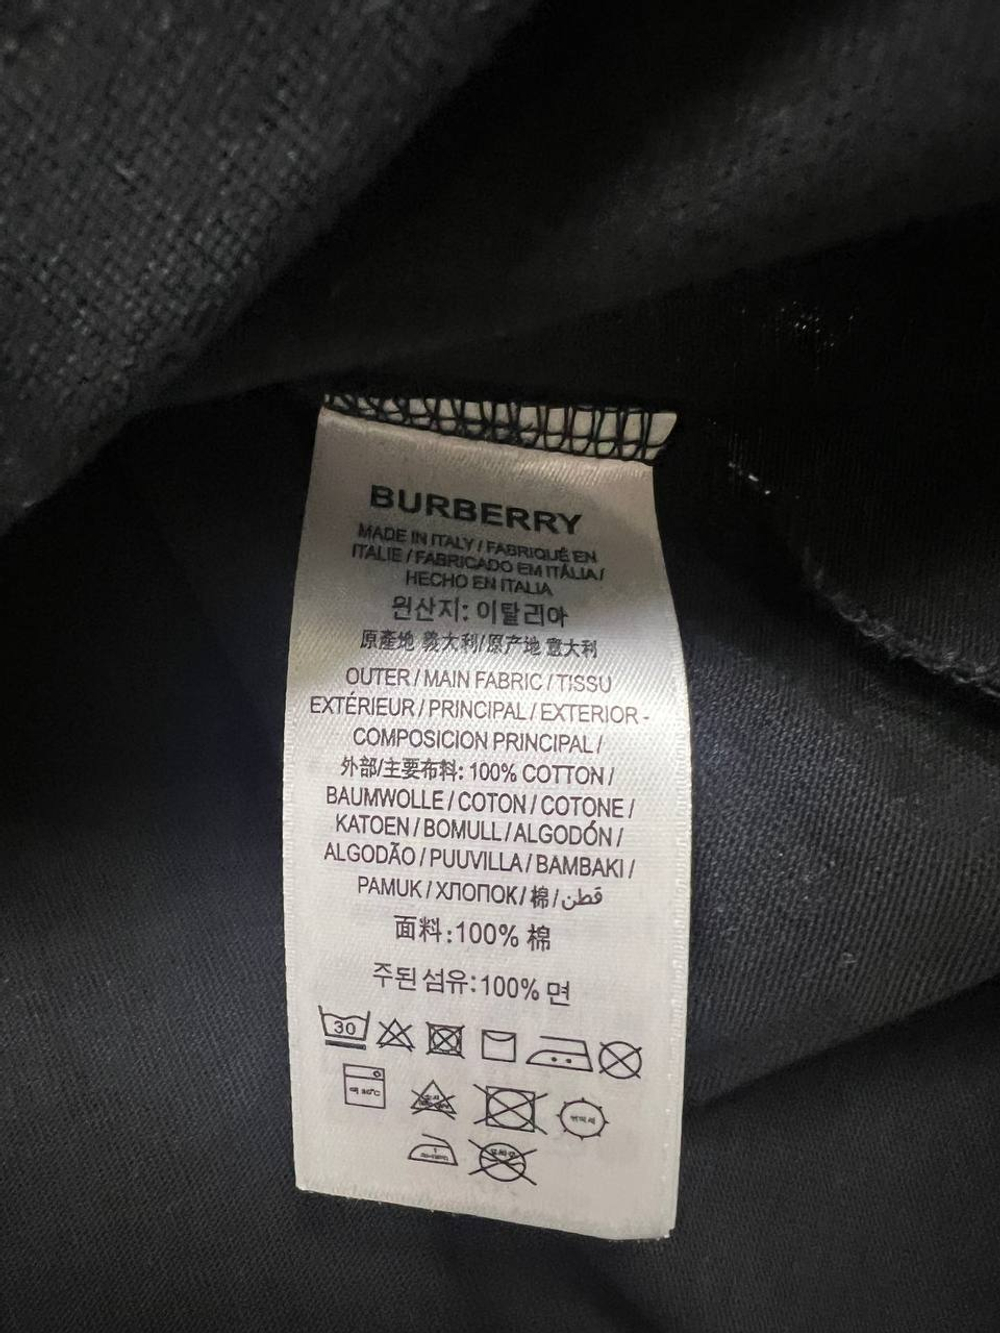 BURBERRY
MADE IN ITALY / FABRIQUÉ EN
ITALIE / FABRICADO EM ITÁLIA /
HECHO EN ITALIA
원산지: 이탈리아
原產地 義大利/原产地 意大利
OUTER / MAIN FABRIC / TISSU
EXTÉRIEUR / PRINCIPAL / EXTERIOR -
COMPOSICION PRINCIPAL /
外部/主要布料: 100% COTTON /
BAUMWOLLE / COTON / COTONE /
KATOEN / BOMULL / ALGODÓN /
ALGODÃO / PUUVILLA / BAMBAKI /
PAMUK / ХЛОПОК / 棉 / قطن
面料:100% 棉
주된 섬유:100% 면
30